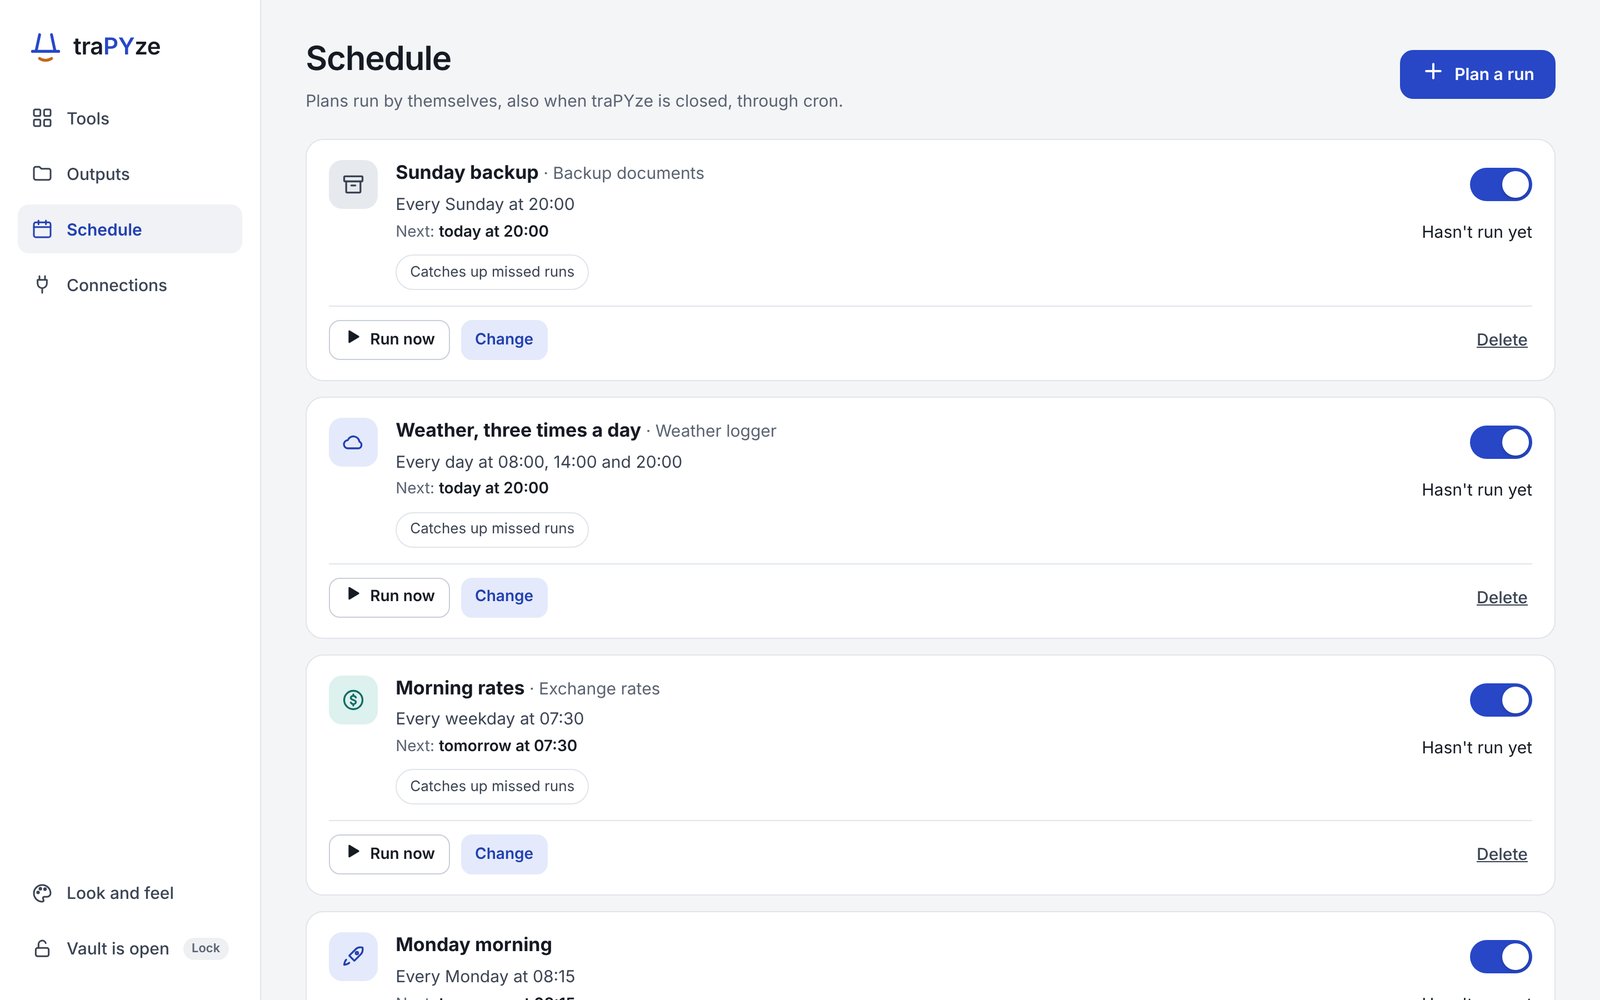 traPYze
Tools
Outputs
Schedule
Connections
Look and feel
Vault is open Lock
Schedule
Plans run by themselves, also when traPYze is closed, through cron.
Plan a run
Sunday backup · Backup documents
Every Sunday at 20:00
Next: today at 20:00
Hasn't run yet
Catches up missed runs
Run now Change Delete
Weather, three times a day · Weather logger
Every day at 08:00, 14:00 and 20:00
Next: today at 20:00
Hasn't run yet
Catches up missed runs
Run now Change Delete
Morning rates · Exchange rates
Every weekday at 07:30
Next: tomorrow at 07:30
Hasn't run yet
Catches up missed runs
Run now Change Delete
Monday morning
Every Monday at 08:15